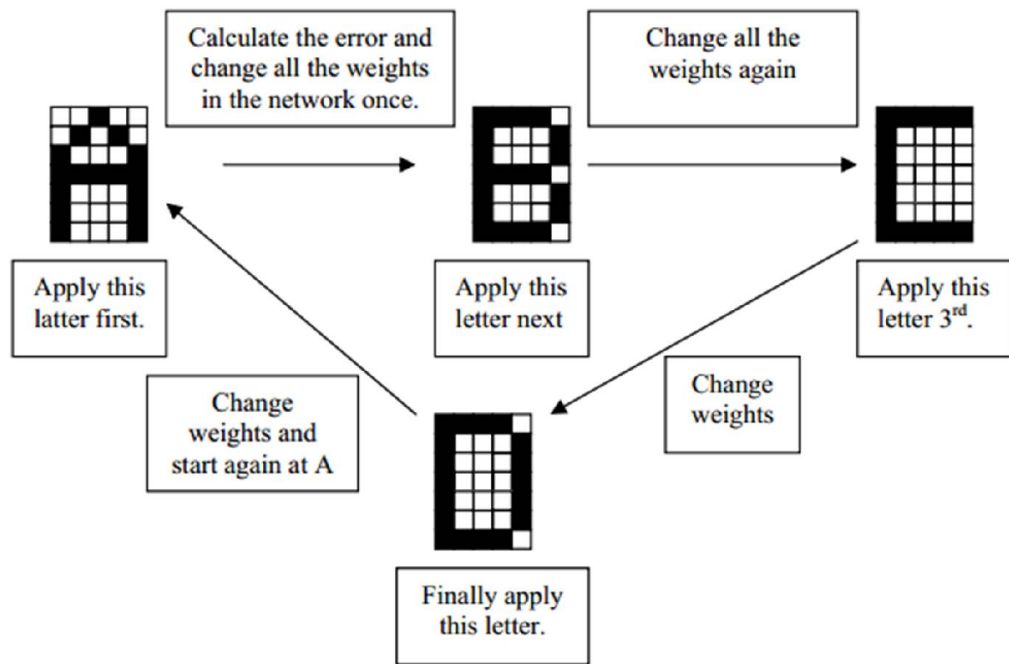 Calculate the error and
change all the weights
in the network once.
Change all the
weights again
Apply this
latter first.
Apply this
letter next
Apply this
letter 3rd.
Change
weights and
start again at A
Change
weights
Finally apply
this letter.